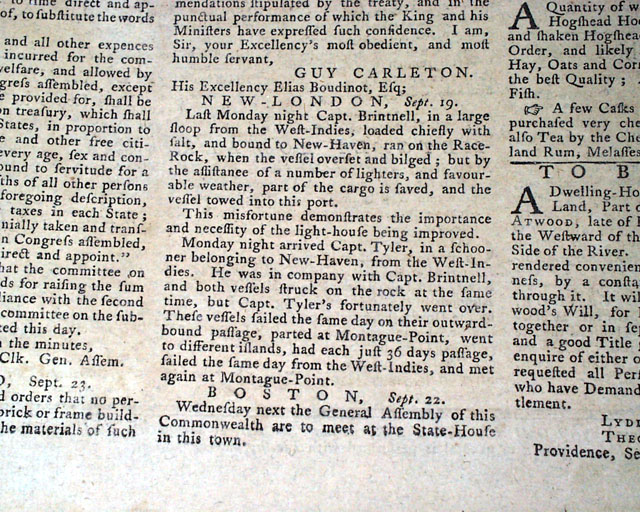 to time direct and ap-
of, to substitute the words
and all other expences
incurred for the com-
welfare, and allowed by
ngreſs aſſembled, except
e provided for, ſhall be
on treaſury, which ſhall
States, in proportion to
e and other free citi-
every age, ſex and con-
ound to ſervitude for a
ths of all other perſons
foregoing deſcription,
taxes in each State;
nially taken and tranſ-
n Congreſs aſſembled,
direct and appoint."
hat the committee on
ds for raiſing the ſum
liance with the ſecond
committee on the ſub-
ted this day.
the minutes,
Clk. Gen. Aſſem.
D, Sept. 23.
d orders that no per-
brick or frame build-
he materials of ſuch
mendations ſtipulated by the treaty, and in the
punctual performance of which the King and his
Miniſters have expreſſed ſuch confidence. I am,
Sir, your Excellency's moſt obedient, and moſt
humble ſervant,
GUY CARLETON.
His Excellency Elias Boudinot, Eſq;
NEW-LONDON, Sept. 19.
Laſt Monday night Capt. Brintnell, in a large
ſloop from the Weſt-Indies, loaded chiefly with
ſalt, and bound to New-Haven, ran on the Race-
Rock, when the veſſel overſet and bilged; but by
the aſſiſtance of a number of lighters, and favour-
able weather, part of the cargo is ſaved, and the
veſſel towed into this port.
This misfortune demonſtrates the importance
and neceſſity of the light-houſe being improved.
Monday night arrived Capt. Tyler, in a ſchoo-
ner belonging to New-Haven, from the Weſt-In-
dies. He was in company with Capt. Brintnell,
and both veſſels ſtruck on the rock at the ſame
time, but Capt. Tyler's fortunately went over.
Theſe veſſels ſailed the ſame day on their outward-
bound paſſage, parted at Montague-Point, went
to different iſlands, had each juſt 36 days paſſage,
ſailed the ſame day from the Weſt-Indies, and met
again at Montague-Point.
BOSTON, Sept. 22.
Wedneſday next the General Aſſembly of this
Commonwealth are to meet at the State-Houſe
in this town.
A Quantity of w
Hogſhead Ho
and ſhaken Hogſhea
Order, and likely
Hay, Oats and Cor
the beſt Quality;
Fiſh.
☞ A few Caſks
purchaſed very che
alſo Tea by the Che
land Rum, Melaſſes
TO B
A Dwelling-Ho
Land, Part o
ATWOOD, late of
the Weſtward of th
Side of the River.
rendered convenien
neſs, by a conſta
through it. It wil
wood's Will, for
together or in ſe
and a good Title
enquire of either o
requeſted all Perſ
who have Demand
tlement.
LYDI
THEO
Providence, Se